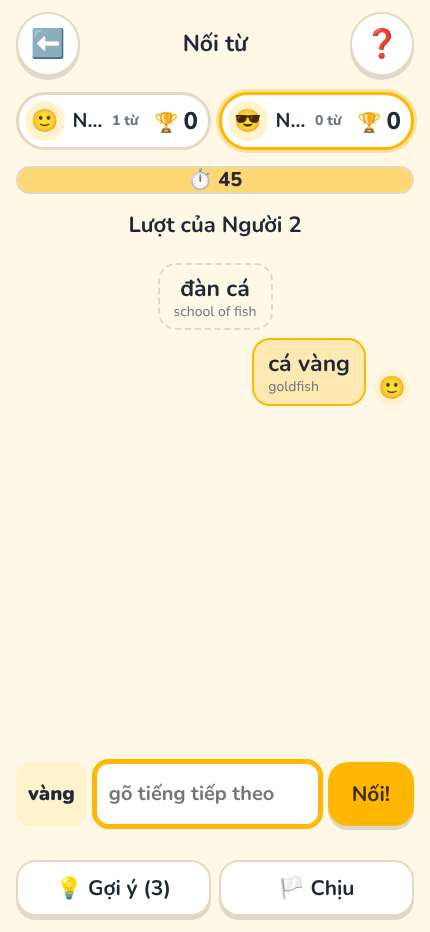 Nối từ
N... 1 từ 0
N... 0 từ 0
45
Lượt của Người 2
đàn cá
school of fish
cá vàng
goldfish
vàng gõ tiếng tiếp theo Nối!
Gợi ý (3) Chịu